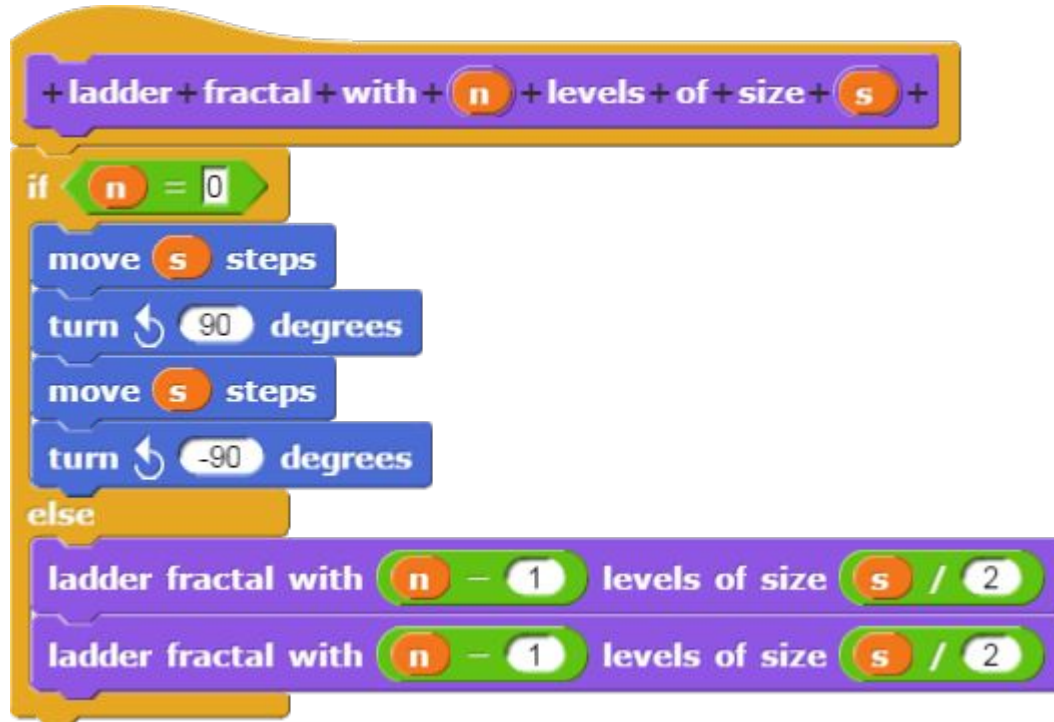 +ladder+fractal+with+n+levels+of+size+s+
if n = 0
move s steps
turn 90 degrees
move s steps
turn -90 degrees
else
ladder fractal with n - 1 levels of size s / 2
ladder fractal with n - 1 levels of size s / 2